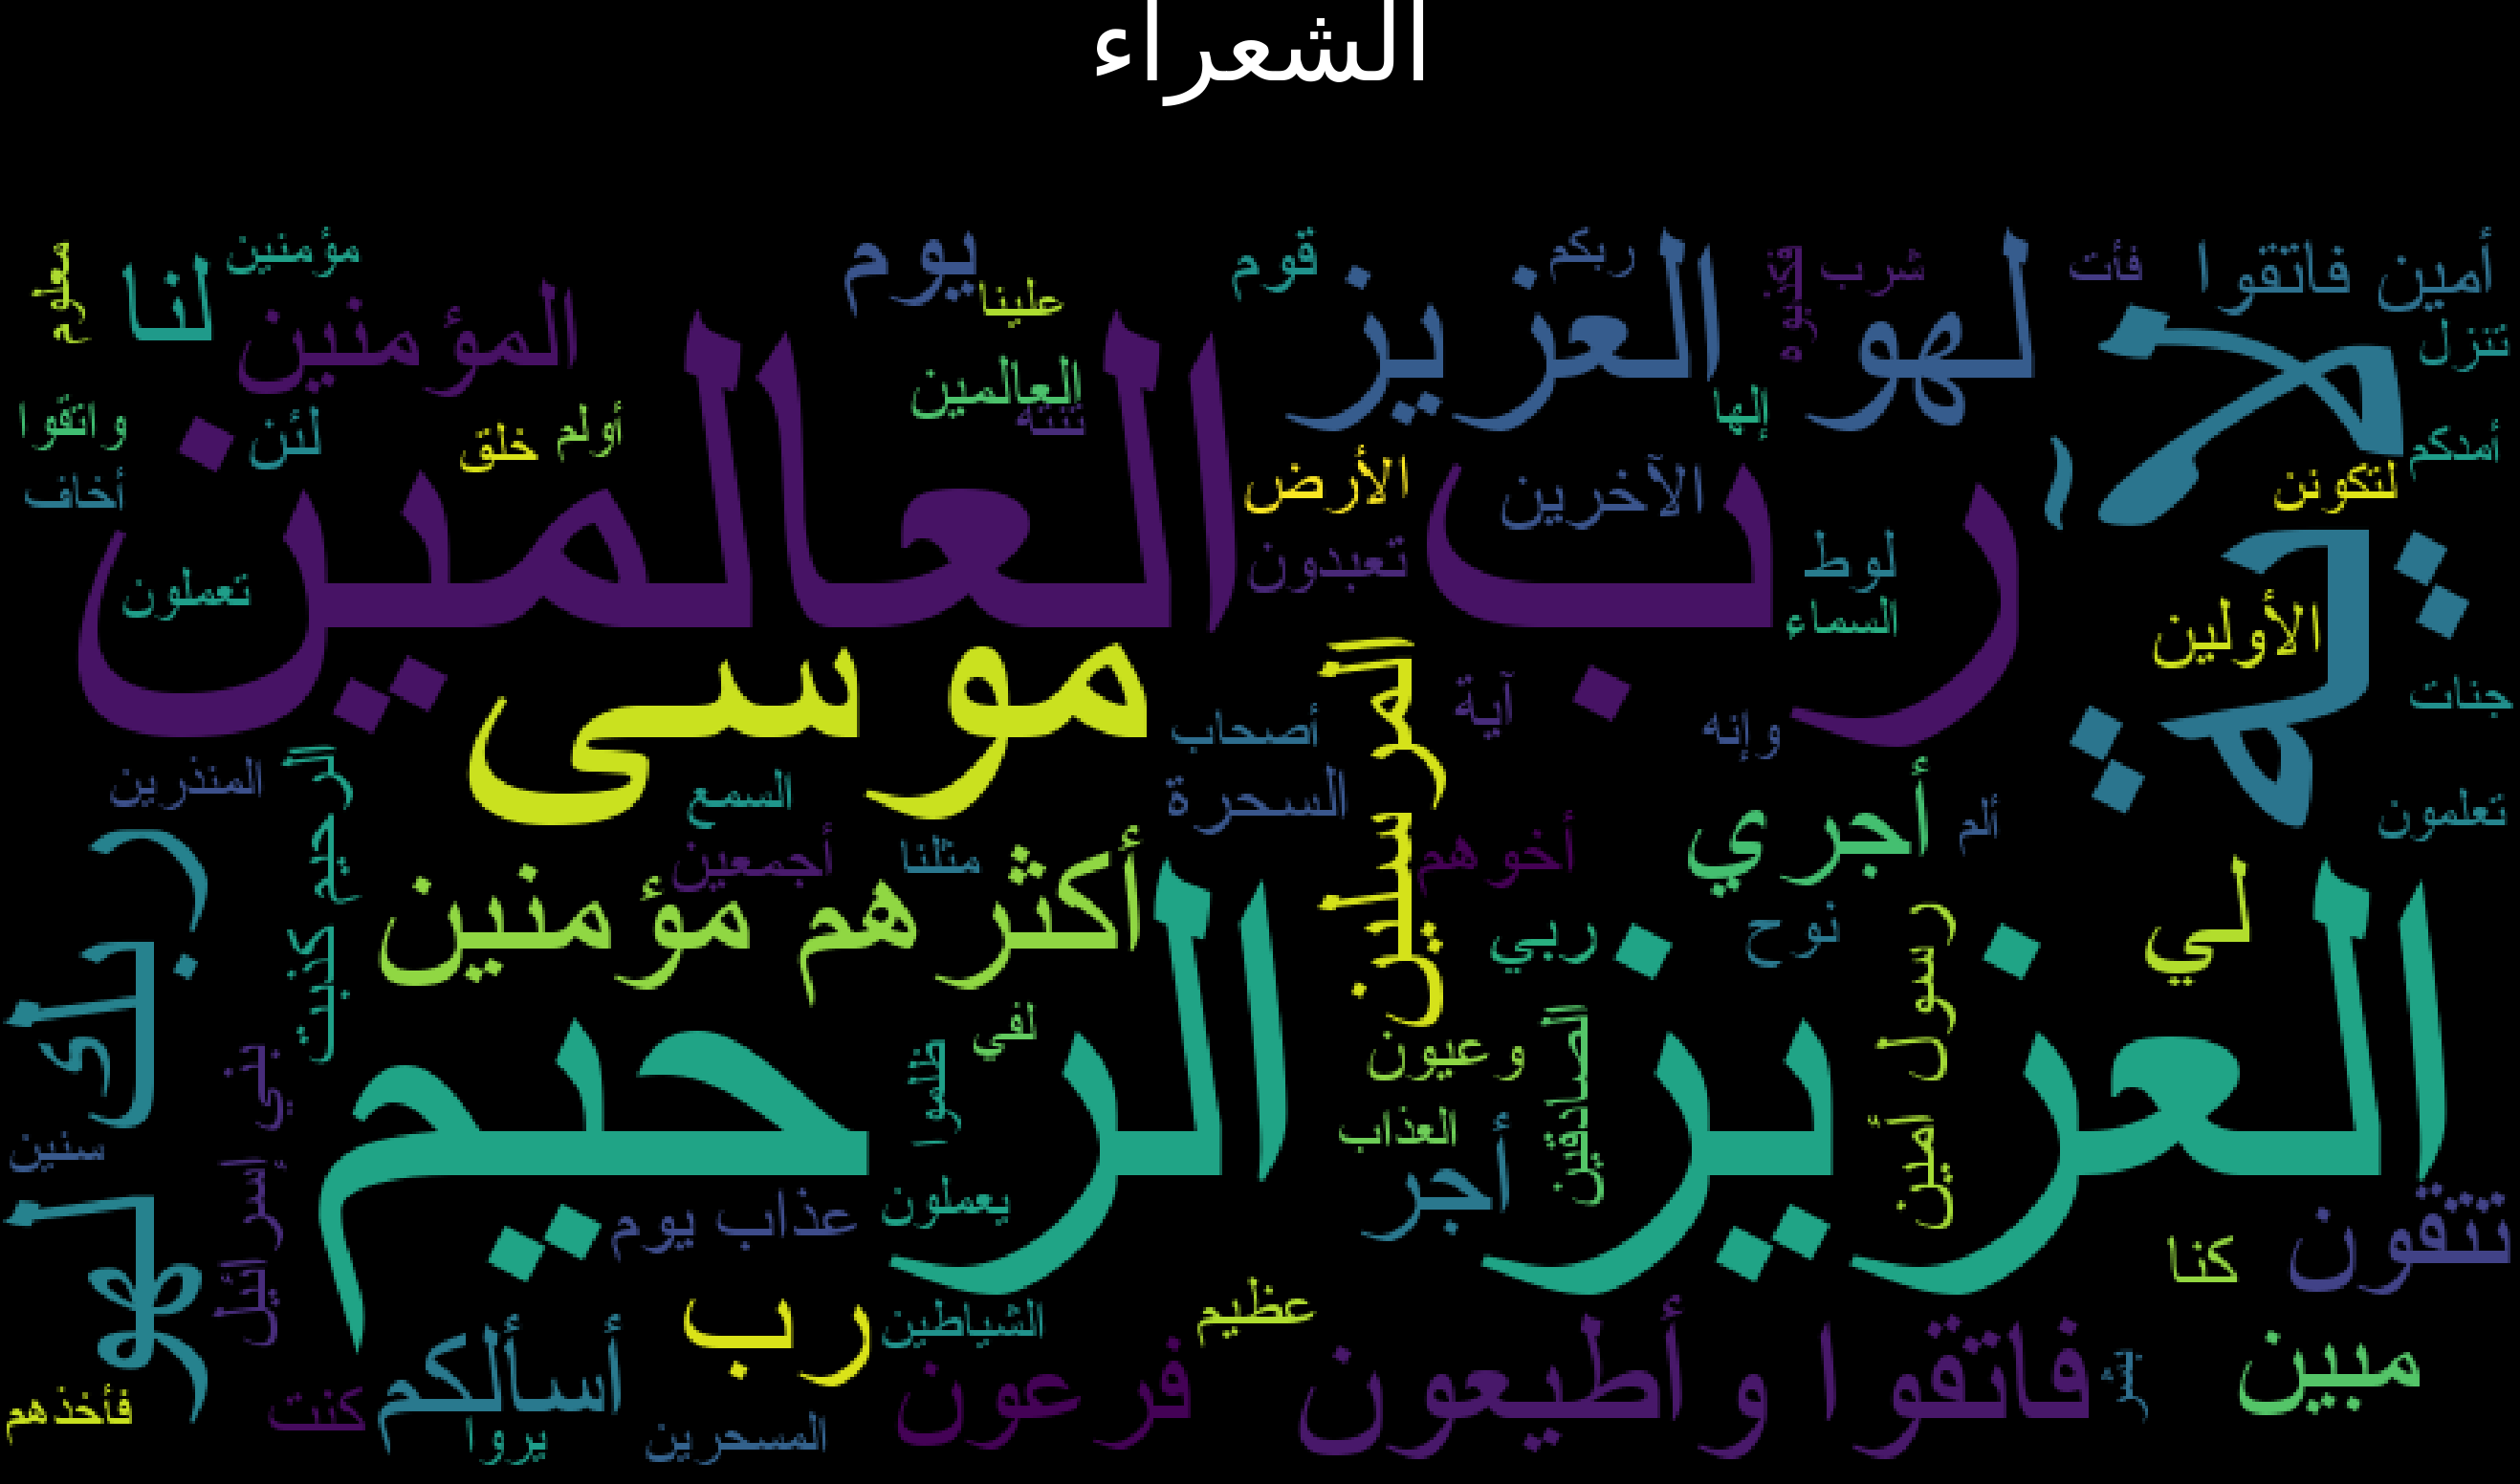 الشعراء
أمين فاتقوا
فأت
شرب
ربكم
قوم
يوم
مؤمنين
معلوم
لنا
علينا
فكذبوه
لهو العزيز
تنزل
المؤمنين
العالمين
إلها
لآية
أمدكم
لتكونن
واتقوا
لئن
خلق
أولم
أخاف
الأرض
الآخرين
رب العالمين
تعبدون
لوط
السماء
تعملون
الأولين
موسى
المرسلين
آية
وإنه
جنات
أصحاب
السحرة
المنذرين
السمع
الرحيم كذبت
تعلمون
أجري
ألم
أخوهم
مثلنا
أجمعين
أكثرهم مؤمنين
ربك لهو
لي
نوح
ربي
رسول أمين
الصادقين
لفي
وعيون
ظلموا
بني إسرائيل
العزيز الرحيم
العذاب
سنين
أجر
يعملون
عذاب يوم
تتقون
كنا
عظيم
الشياطين
رب
أسألكم
مبين
بشر
فاتقوا وأطيعون
فرعون
كنت
فأخذهم
يروا
المسحرين